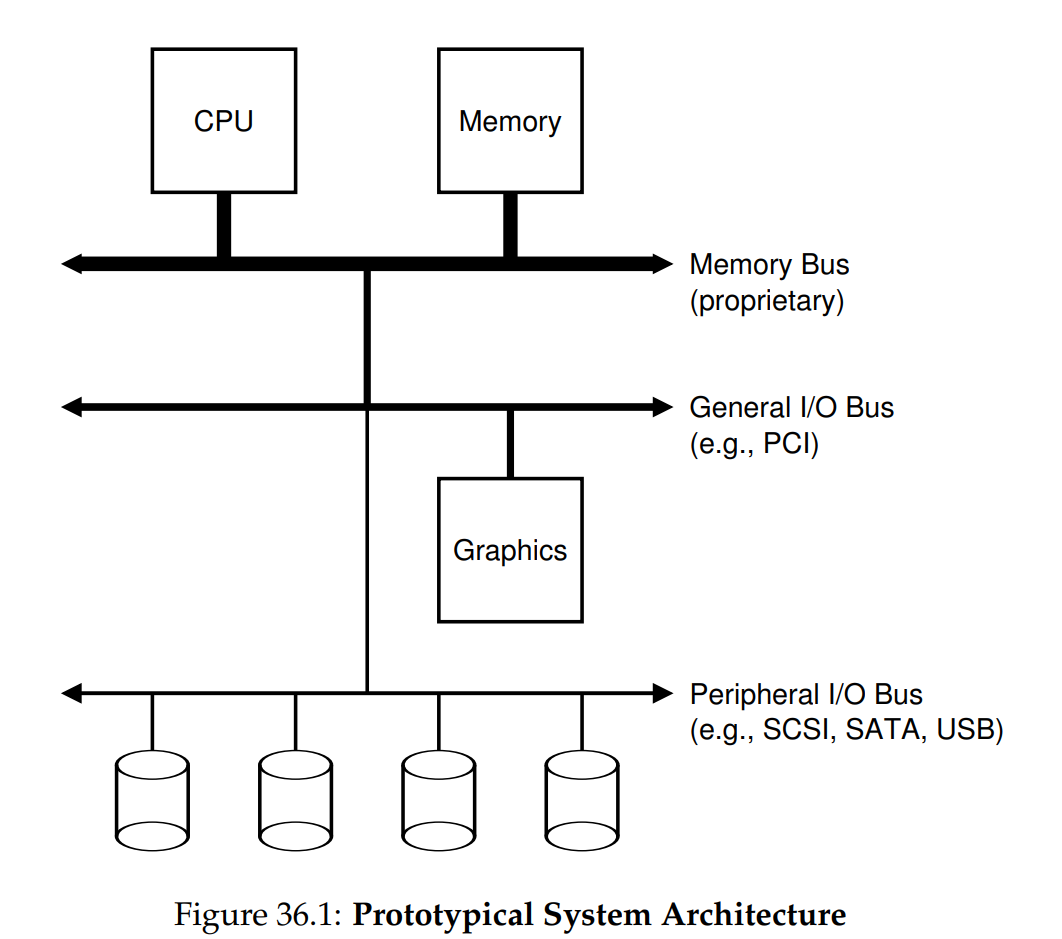 CPU
Memory
Memory Bus
(proprietary)
General I/O Bus
(e.g., PCI)
Graphics
Peripheral I/O Bus
(e.g., SCSI, SATA, USB)
Figure 36.1: Prototypical System Architecture